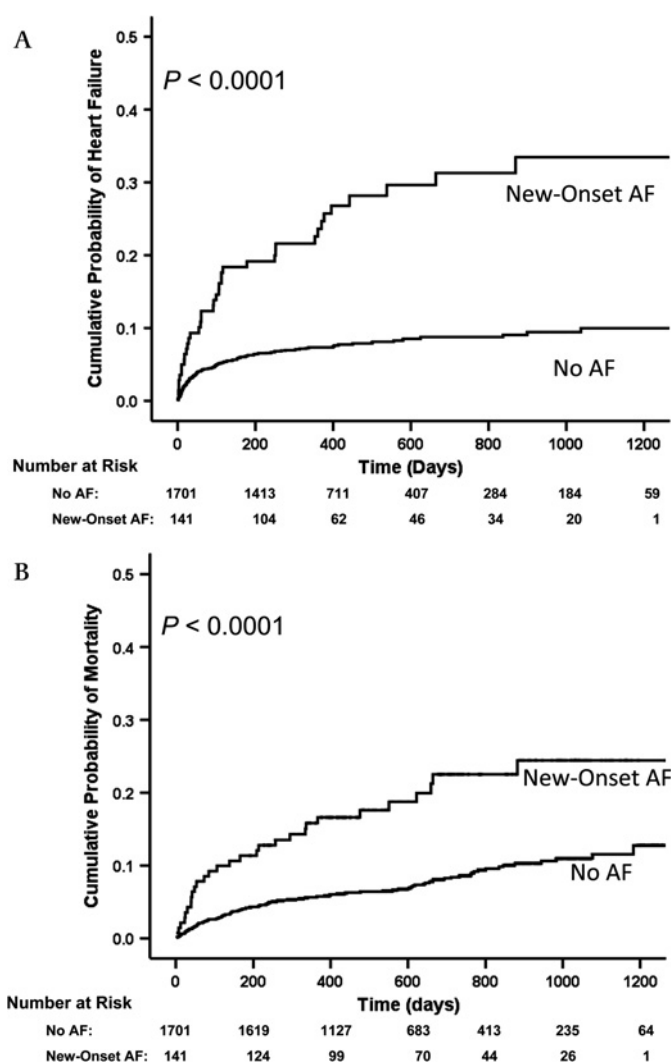 A
P < 0.0001
Cumulative Probability of Heart Failure
0.5
0.4
0.3
0.2
0.1
0.0
New-Onset AF
No AF
0 200 400 600 800 1000 1200
Time (Days)
Number at Risk
No AF: 1701 1413 711 407 284 184 59
New-Onset AF: 141 104 62 46 34 20 1
B
P < 0.0001
Cumulative Probability of Mortality
0.5
0.4
0.3
0.2
0.1
0.0
New-Onset AF
No AF
0 200 400 600 800 1000 1200
Time (days)
Number at Risk
No AF: 1701 1619 1127 683 413 235 64
New-Onset AF: 141 124 99 70 44 26 1